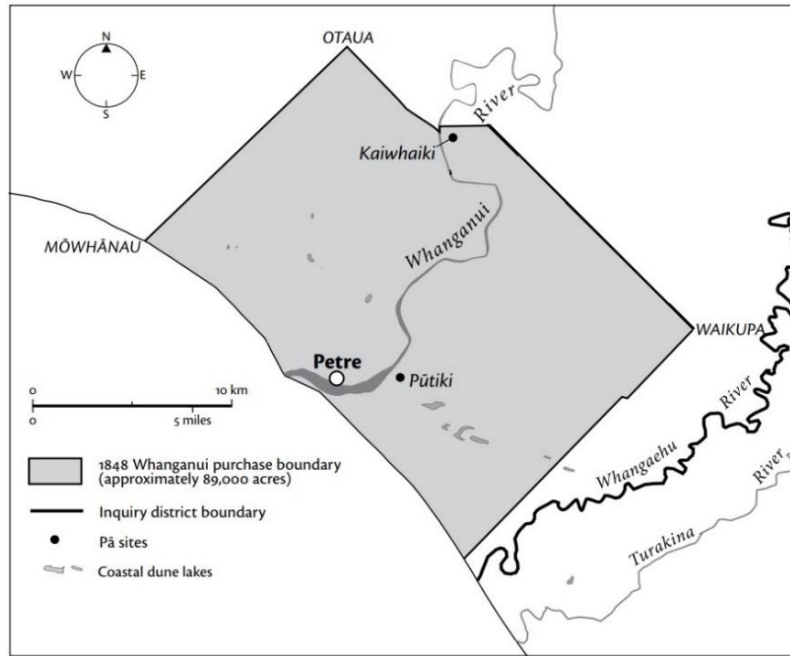 N
W
E
S
OTAUA
River
Kaiwhaiki
Whanganui
MŌWHĀNAU
WAIKUPA
Petre
Pūtiki
0
10 km
0
5 miles
River
Whangaehu
River
Turakina
1848 Whanganui purchase boundary
(approximately 89,000 acres)
Inquiry district boundary
Pā sites
Coastal dune lakes